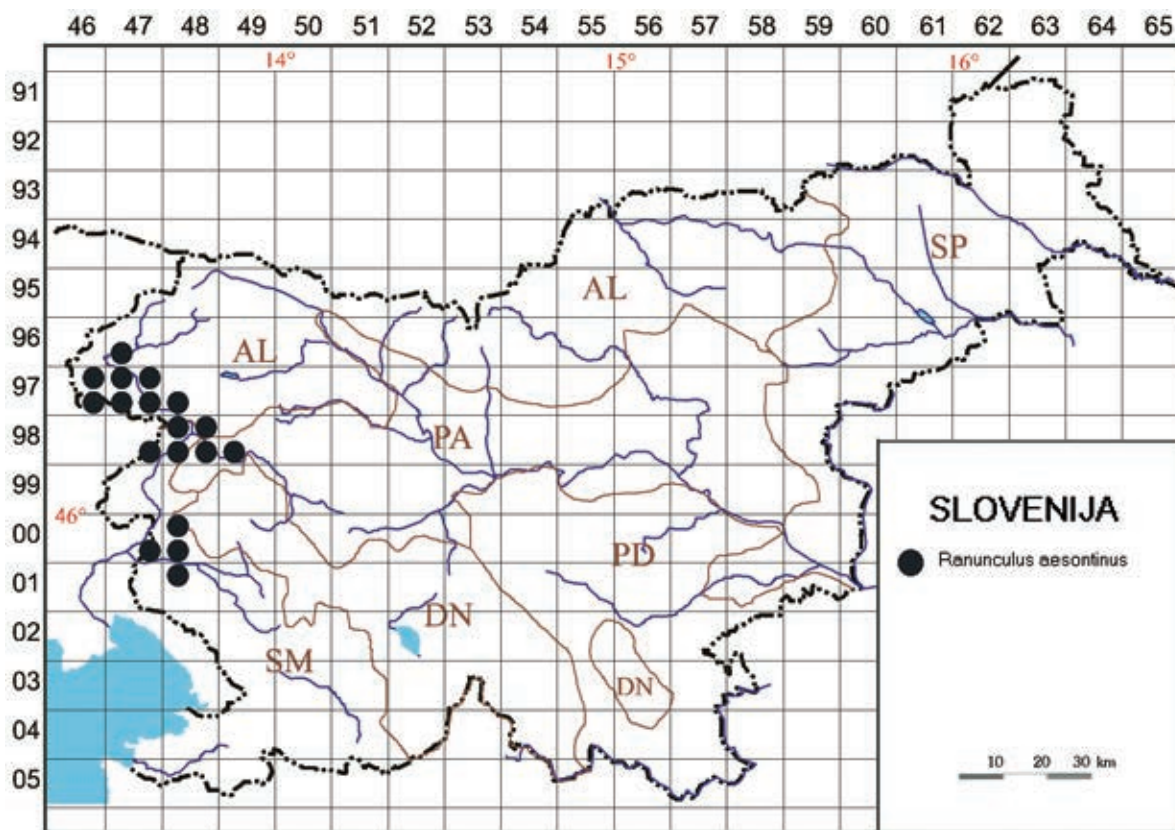 46 47 48 49 50 51 52 53 54 55 56 57 58 59 60 61 62 63 64 65
14° 15° 16°
91
92
93
94 SP
95 AL
96
AL
97
98 PA
99
46°
00
PD
01
DN
02
SM
03 DN
04
05
SLOVENIJA
Ranunculus aesontinus
10 20 30 km